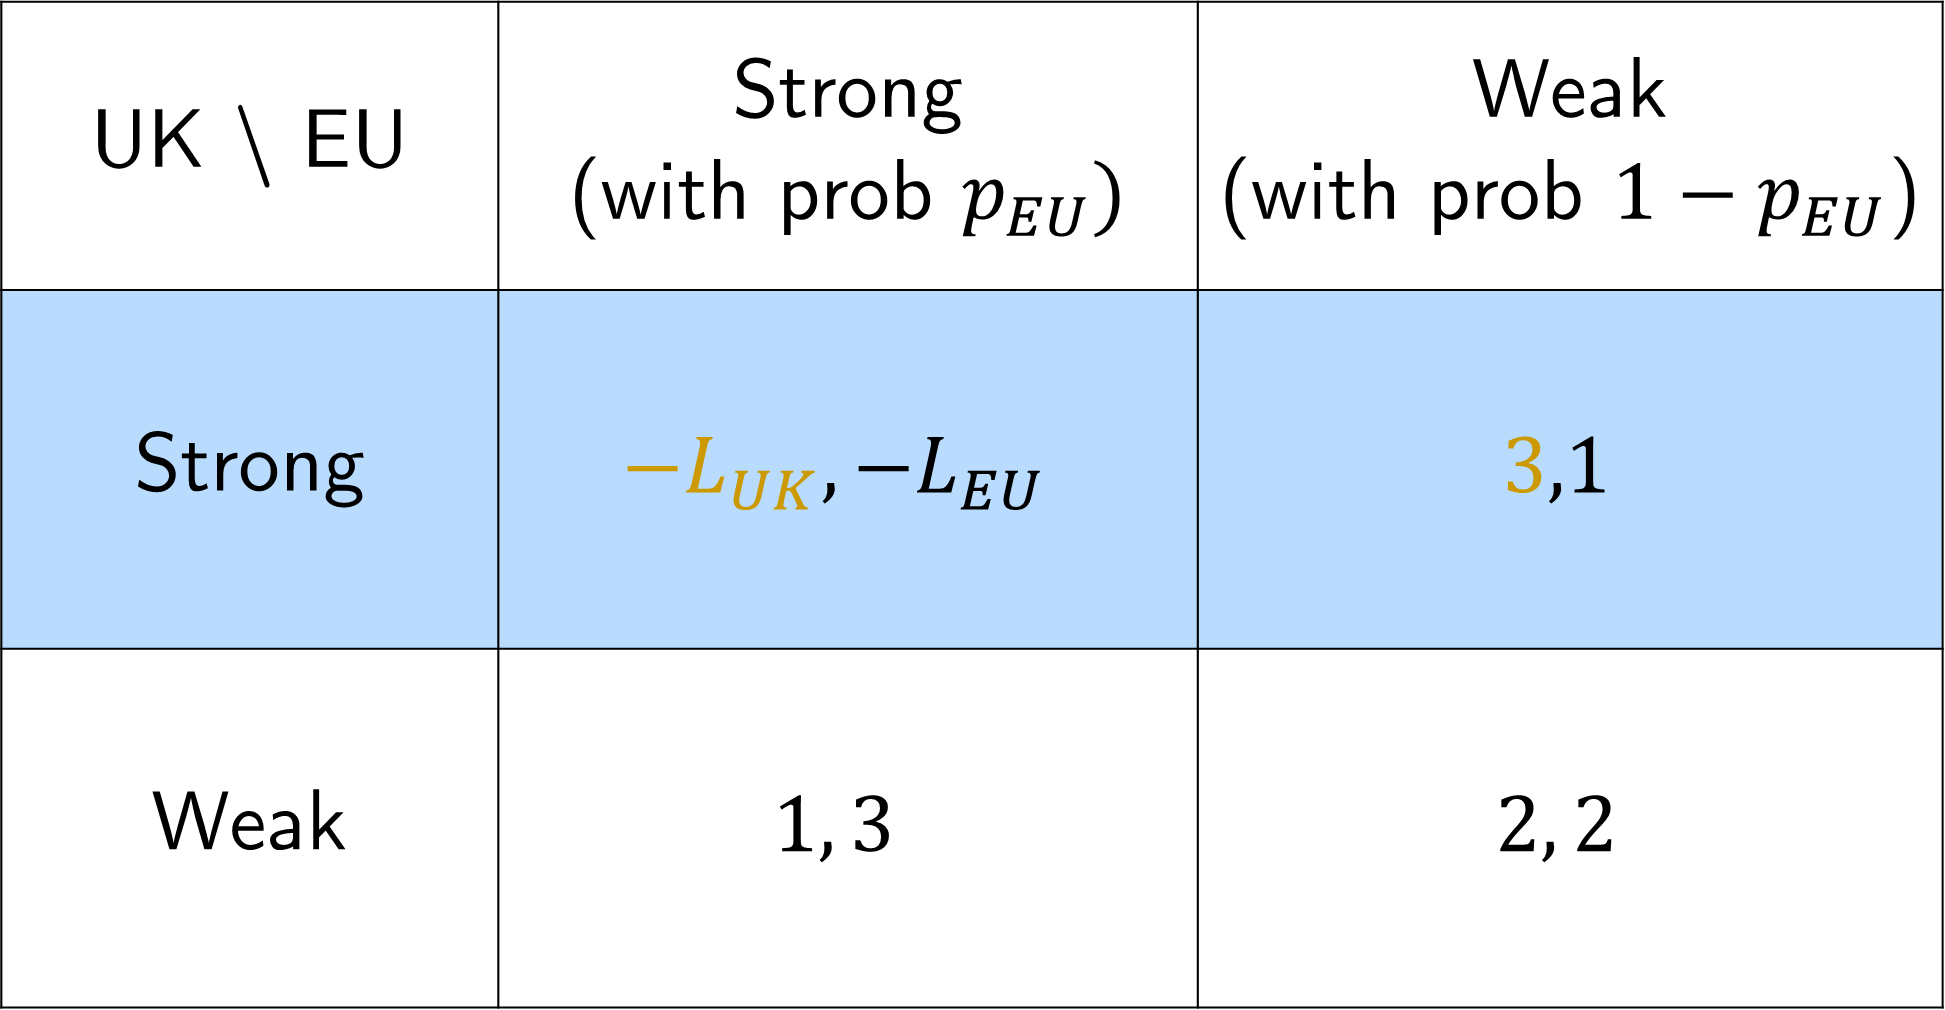 UK \ EU
Strong
(with prob p_EU)
Weak
(with prob 1 − p_EU)
Strong
−L_UK, −L_EU
3,1
Weak
1, 3
2, 2